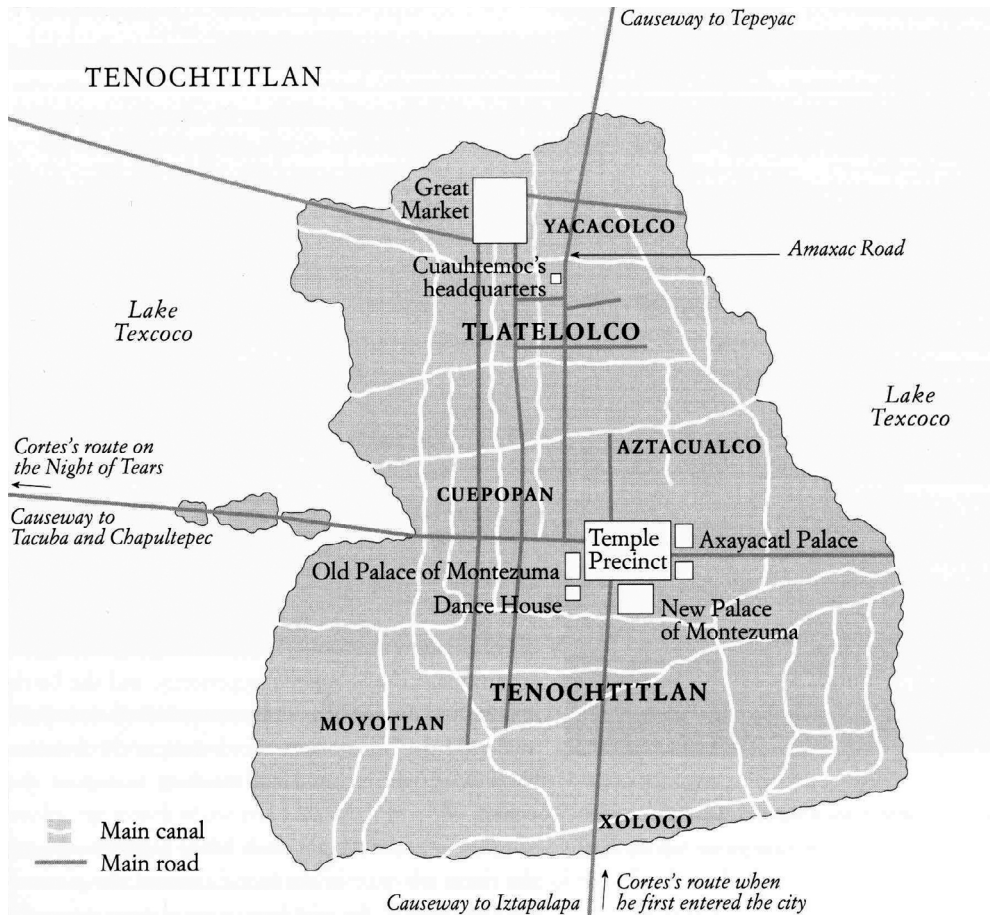 Causeway to Tepeyac
TENOCHTITLAN
Great
Market
YACACOLCO
Amaxac Road
Cuauhtemoc's
headquarters
Lake
Texcoco
TLATELOLCO
Lake
Texcoco
Cortes's route on
the Night of Tears
AZTACUALCO
CUEPOPAN
Causeway to
Tacuba and Chapultepec
Temple
Precinct
Axayacatl Palace
Old Palace of Montezuma
Dance House
New Palace
of Montezuma
TENOCHTITLAN
MOYOTLAN
XOLOCO
Main canal
Main road
Causeway to Iztapalapa
Cortes's route when
he first entered the city